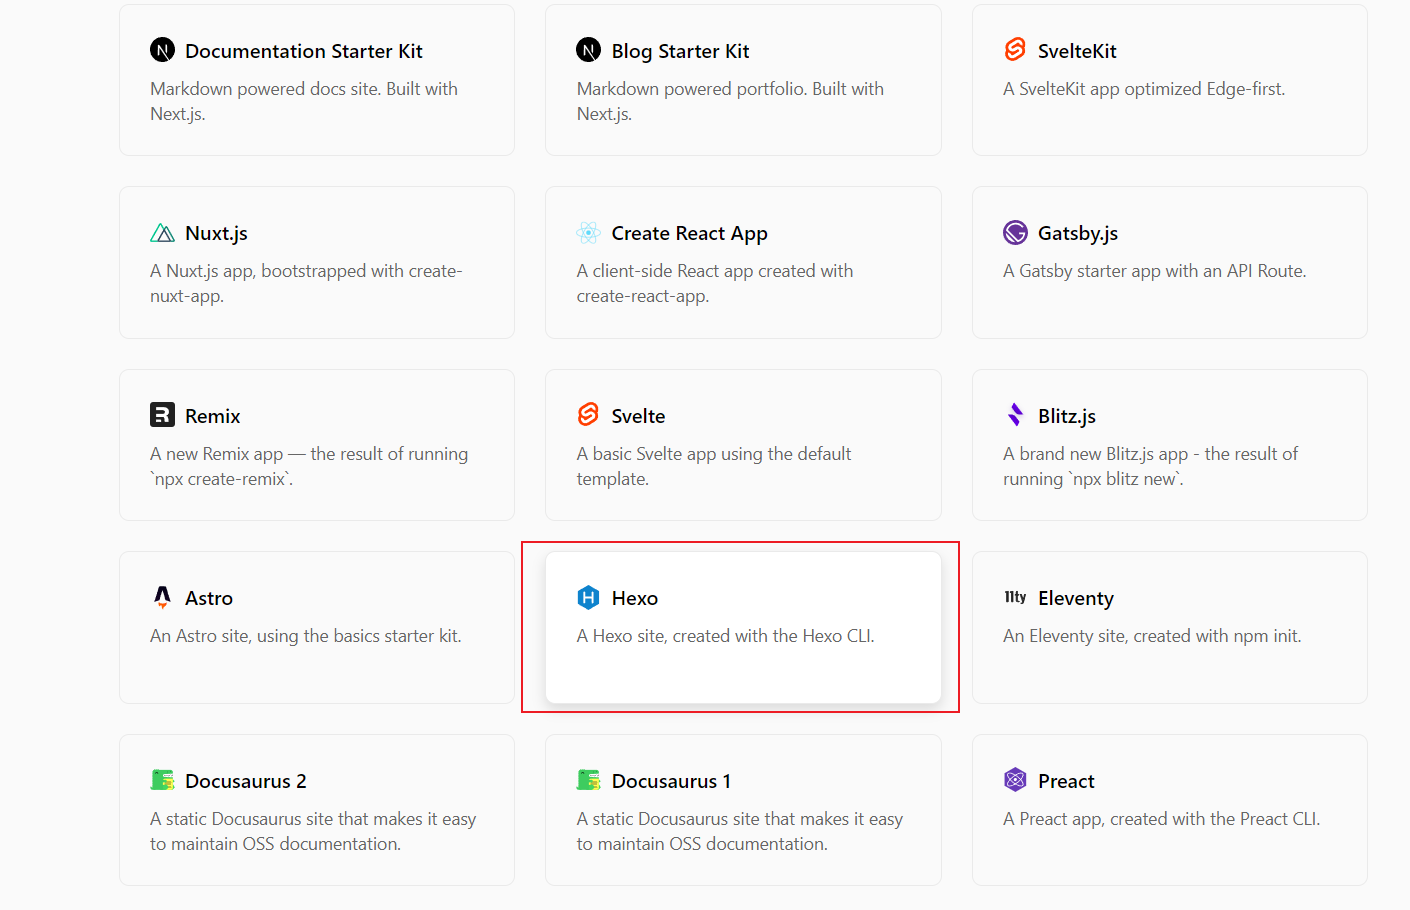 Documentation Starter Kit
Markdown powered docs site. Built with
Next.js.
Blog Starter Kit
Markdown powered portfolio. Built with
Next.js.
SvelteKit
A SvelteKit app optimized Edge-first.
Nuxt.js
A Nuxt.js app, bootstrapped with create-
nuxt-app.
Create React App
A client-side React app created with
create-react-app.
Gatsby.js
A Gatsby starter app with an API Route.
Remix
A new Remix app — the result of running
`npx create-remix`.
Svelte
A basic Svelte app using the default
template.
Blitz.js
A brand new Blitz.js app - the result of
running `npx blitz new`.
Astro
An Astro site, using the basics starter kit.
Hexo
A Hexo site, created with the Hexo CLI.
11ty Eleventy
An Eleventy site, created with npm init.
Docusaurus 2
A static Docusaurus site that makes it easy
to maintain OSS documentation.
Docusaurus 1
A static Docusaurus site that makes it easy
to maintain OSS documentation.
Preact
A Preact app, created with the Preact CLI.